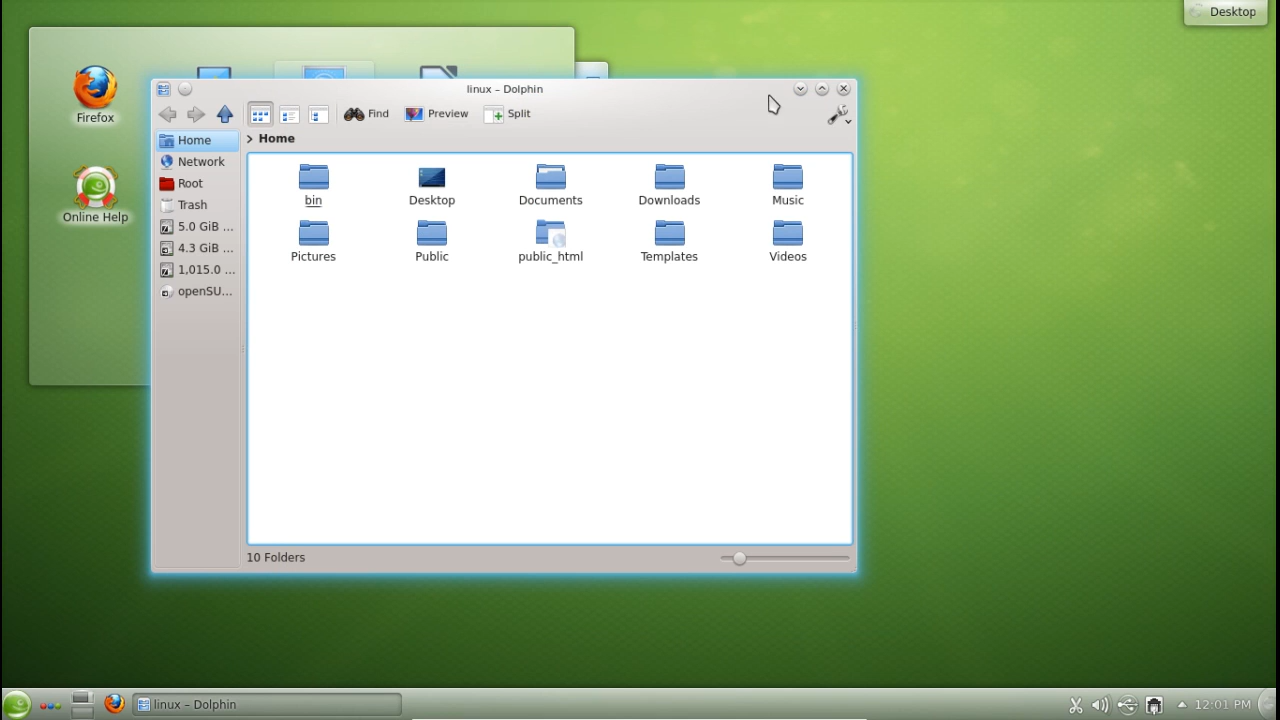 Desktop
Firefox
Online Help
linux – Dolphin
Find Preview Split
> Home
Home
Network
Root
Trash
5.0 GiB ...
4.3 GiB ...
1,015.0 ...
openSU...
bin Desktop Documents Downloads Music
Pictures Public public_html Templates Videos
10 Folders
linux – Dolphin
12:01 PM